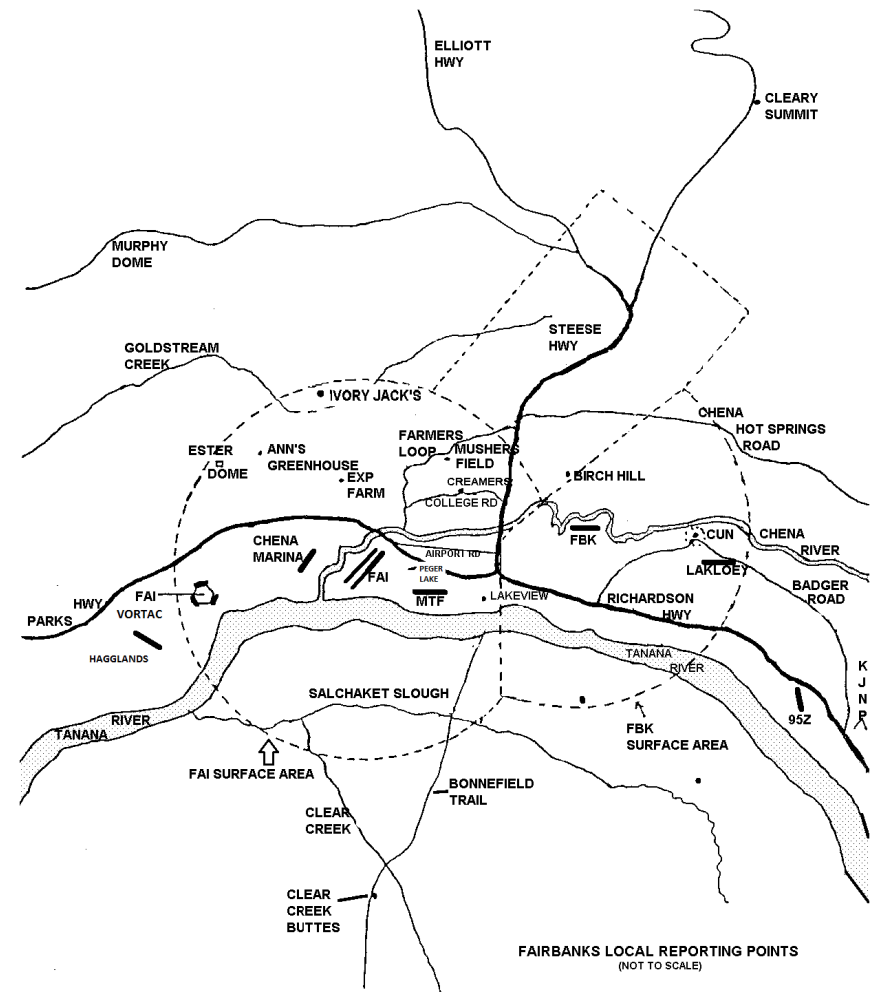 ELLIOTT
HWY
CLEARY
SUMMIT
MURPHY
DOME
STEESE
HWY
GOLDSTREAM
CREEK
IVORY JACK'S
CHENA
HOT SPRINGS
ROAD
FARMERS
LOOP
MUSHERS
FIELD
ESTER
DOME
ANN'S
GREENHOUSE
EXP
FARM
CREAMERS
COLLEGE RD
BIRCH HILL
CHENA
MARINA
AIRPORT RD
FBK
CUN
CHENA
RIVER
FAI
PEGER
LAKE
LAKLOEY
BADGER
ROAD
FAI
VORTAC
MTF
LAKEVIEW
RICHARDSON
HWY
PARKS
HWY
HAGGLANDS
TANANA
RIVER
KJNP
SALCHAKET SLOUGH
95Z
TANANA
RIVER
FBK
SURFACE AREA
FAI SURFACE AREA
BONNEFIELD
TRAIL
CLEAR
CREEK
CLEAR
CREEK
BUTTES
FAIRBANKS LOCAL REPORTING POINTS
(NOT TO SCALE)